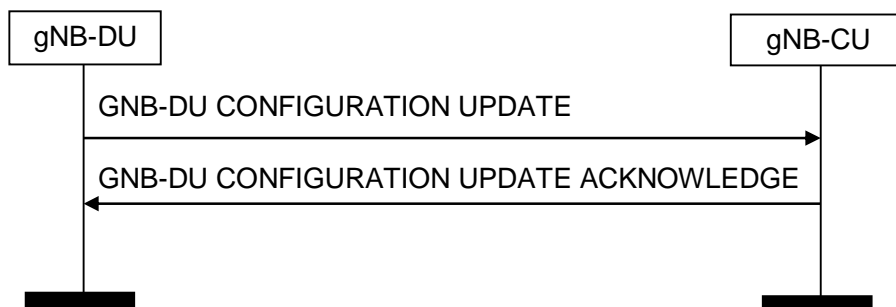 gNB-DU
gNB-CU
GNB-DU CONFIGURATION UPDATE
GNB-DU CONFIGURATION UPDATE ACKNOWLEDGE